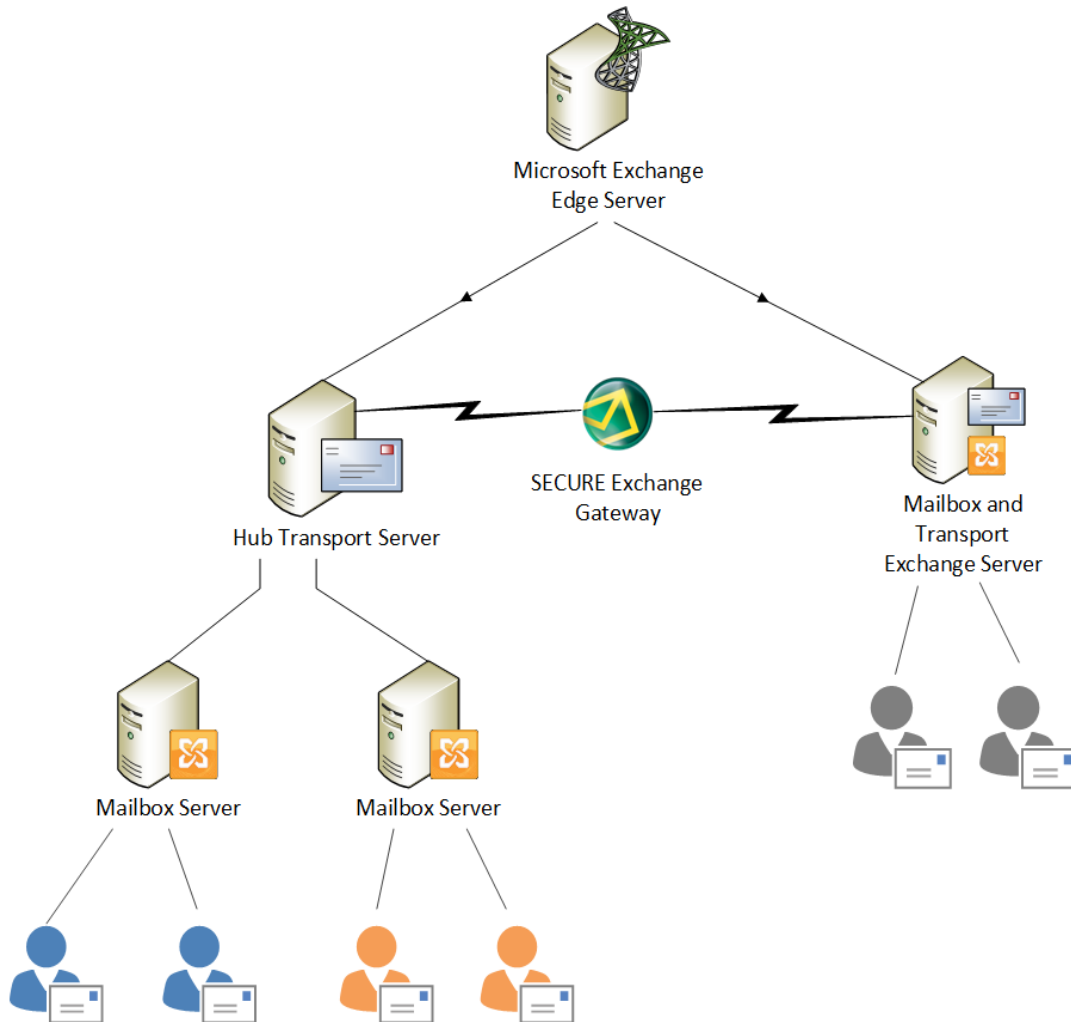 Microsoft Exchange
Edge Server
SECURE Exchange
Gateway
Hub Transport Server
Mailbox and
Transport
Exchange Server
Mailbox Server
Mailbox Server